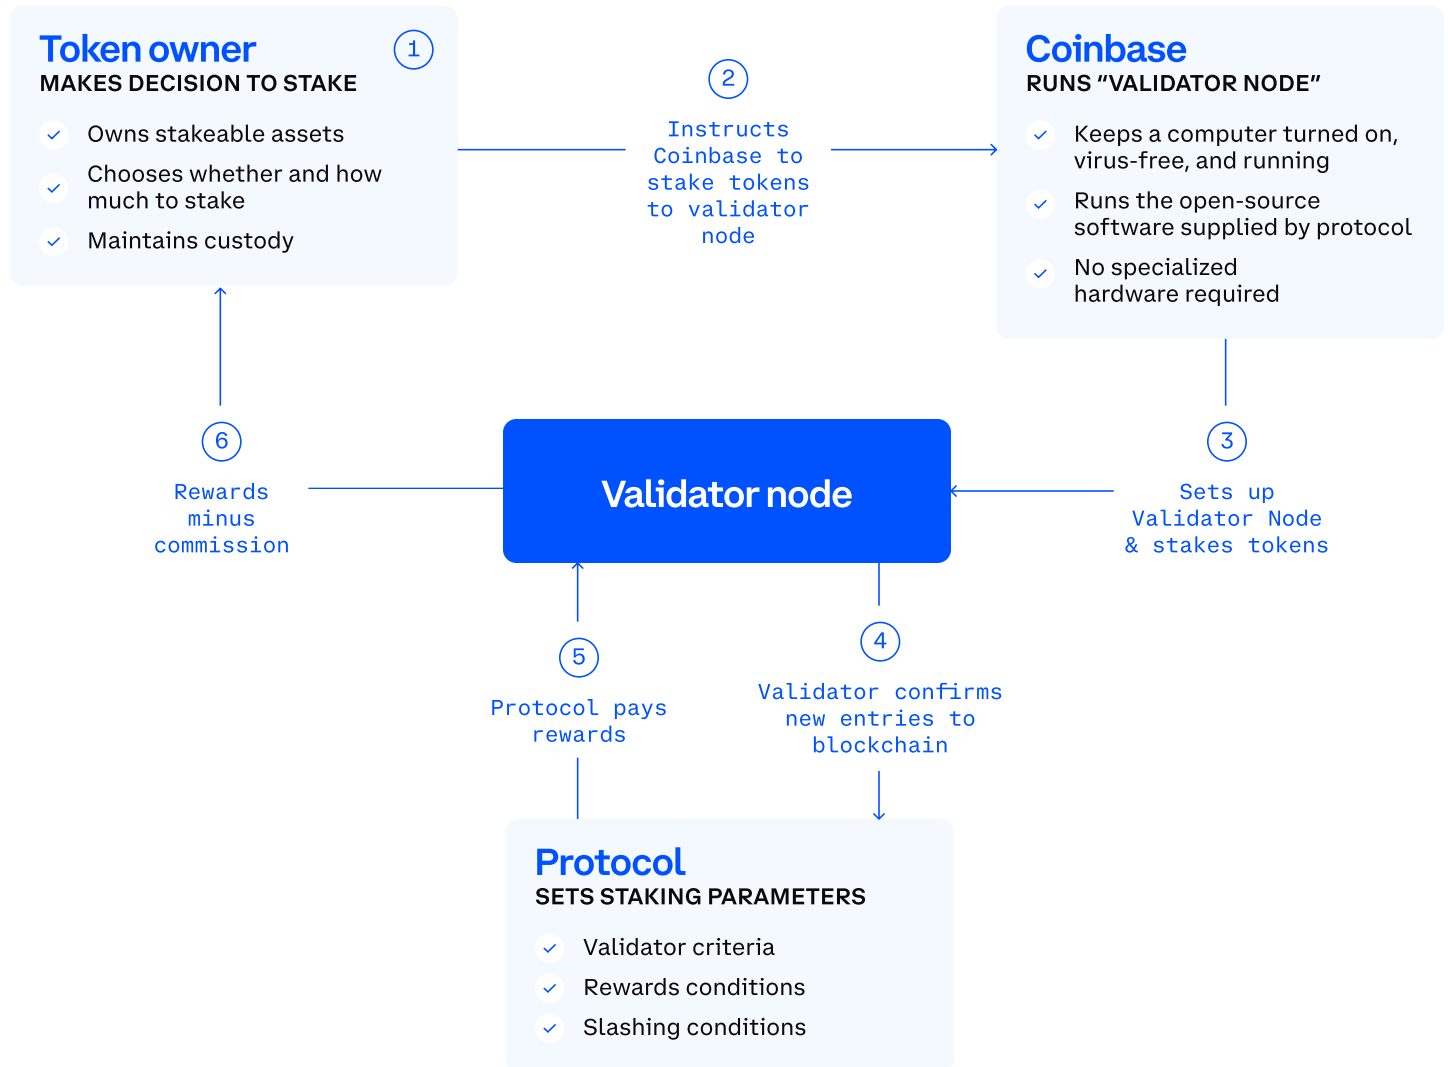 Token owner
1
MAKES DECISION TO STAKE
Owns stakeable assets
Chooses whether and how
much to stake
Maintains custody
2
Instructs
Coinbase to
stake tokens
to validator
node
Coinbase
RUNS “VALIDATOR NODE”
Keeps a computer turned on,
virus-free, and running
Runs the open-source
software supplied by protocol
No specialized
hardware required
3
Sets up
Validator Node
& stakes tokens
Validator node
4
Validator confirms
new entries to
blockchain
5
Protocol pays
rewards
6
Rewards
minus
commission
Protocol
SETS STAKING PARAMETERS
Validator criteria
Rewards conditions
Slashing conditions